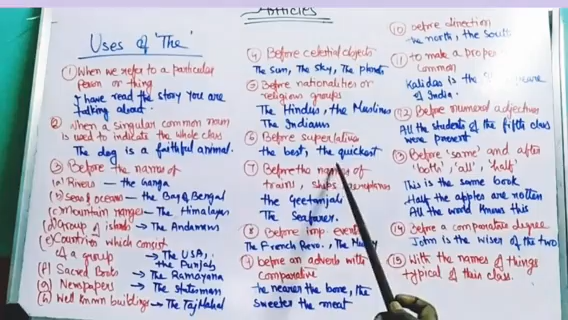 Articles
Uses of 'The'
① When we refer to a particular
person or thing
I have read the story you are
talking about.
② when a singular common noun
is used to indicate the whole class
The dog is a faithful animal.
③ Before the names of
(a) Rivers — the Ganga
(b) seas & oceans — the Bay of Bengal
(c) mountain ranges → The Himalayas
(d) Group of islands → The Andamans
(e) Countries which consist
of a group → The USA,
the Punjab
(f) Sacred Books → The Ramayana
(g) Newspapers → The Statesman
(h) Well known buildings → The Taj Mahal
④ Before celestial objects
The Sun, The Sky, The planets
⑤ Before nationalities or
religious groups
The Hindus, the Muslims
The Indians
⑥ Before superlatives
the best, the quickest
⑦ Before the names of
trains, ships
The Geetanjali
The Seafarer.
⑧ Before imp. events
The French Revo., The
before an adverb with
comparative
the nearer the bone, the
sweeter the meat
⑩ before direction
the north, the south
⑪ to make a proper
common
Kalidas is the
of India.
⑫ Before numeral adjectives
All the students of the fifth class
were present
⑬ Before 'same' and after
'both', 'all', 'half'
This is the same book
Half the apples are rotten
All the world knows this
⑭ Before a comparative degree
John is the wiser of the two
⑮ With the names of things
typical of this class.